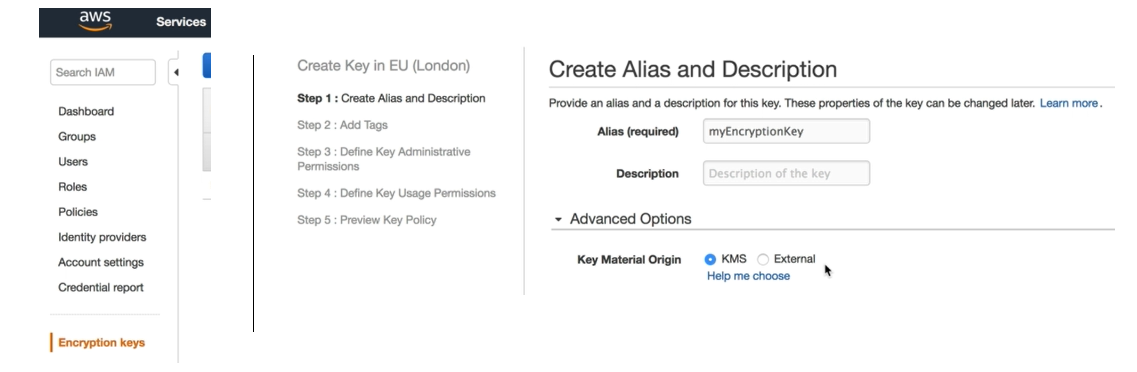 aws
Services
Search IAM
Dashboard
Groups
Users
Roles
Policies
Identity providers
Account settings
Credential report
Encryption keys
Create Key in EU (London)
Step 1 : Create Alias and Description
Step 2 : Add Tags
Step 3 : Define Key Administrative
Permissions
Step 4 : Define Key Usage Permissions
Step 5 : Preview Key Policy
Create Alias and Description
Provide an alias and a description for this key. These properties of the key can be changed later. Learn more.
Alias (required) myEncryptionKey
Description Description of the key
Advanced Options
Key Material Origin KMS External
Help me choose